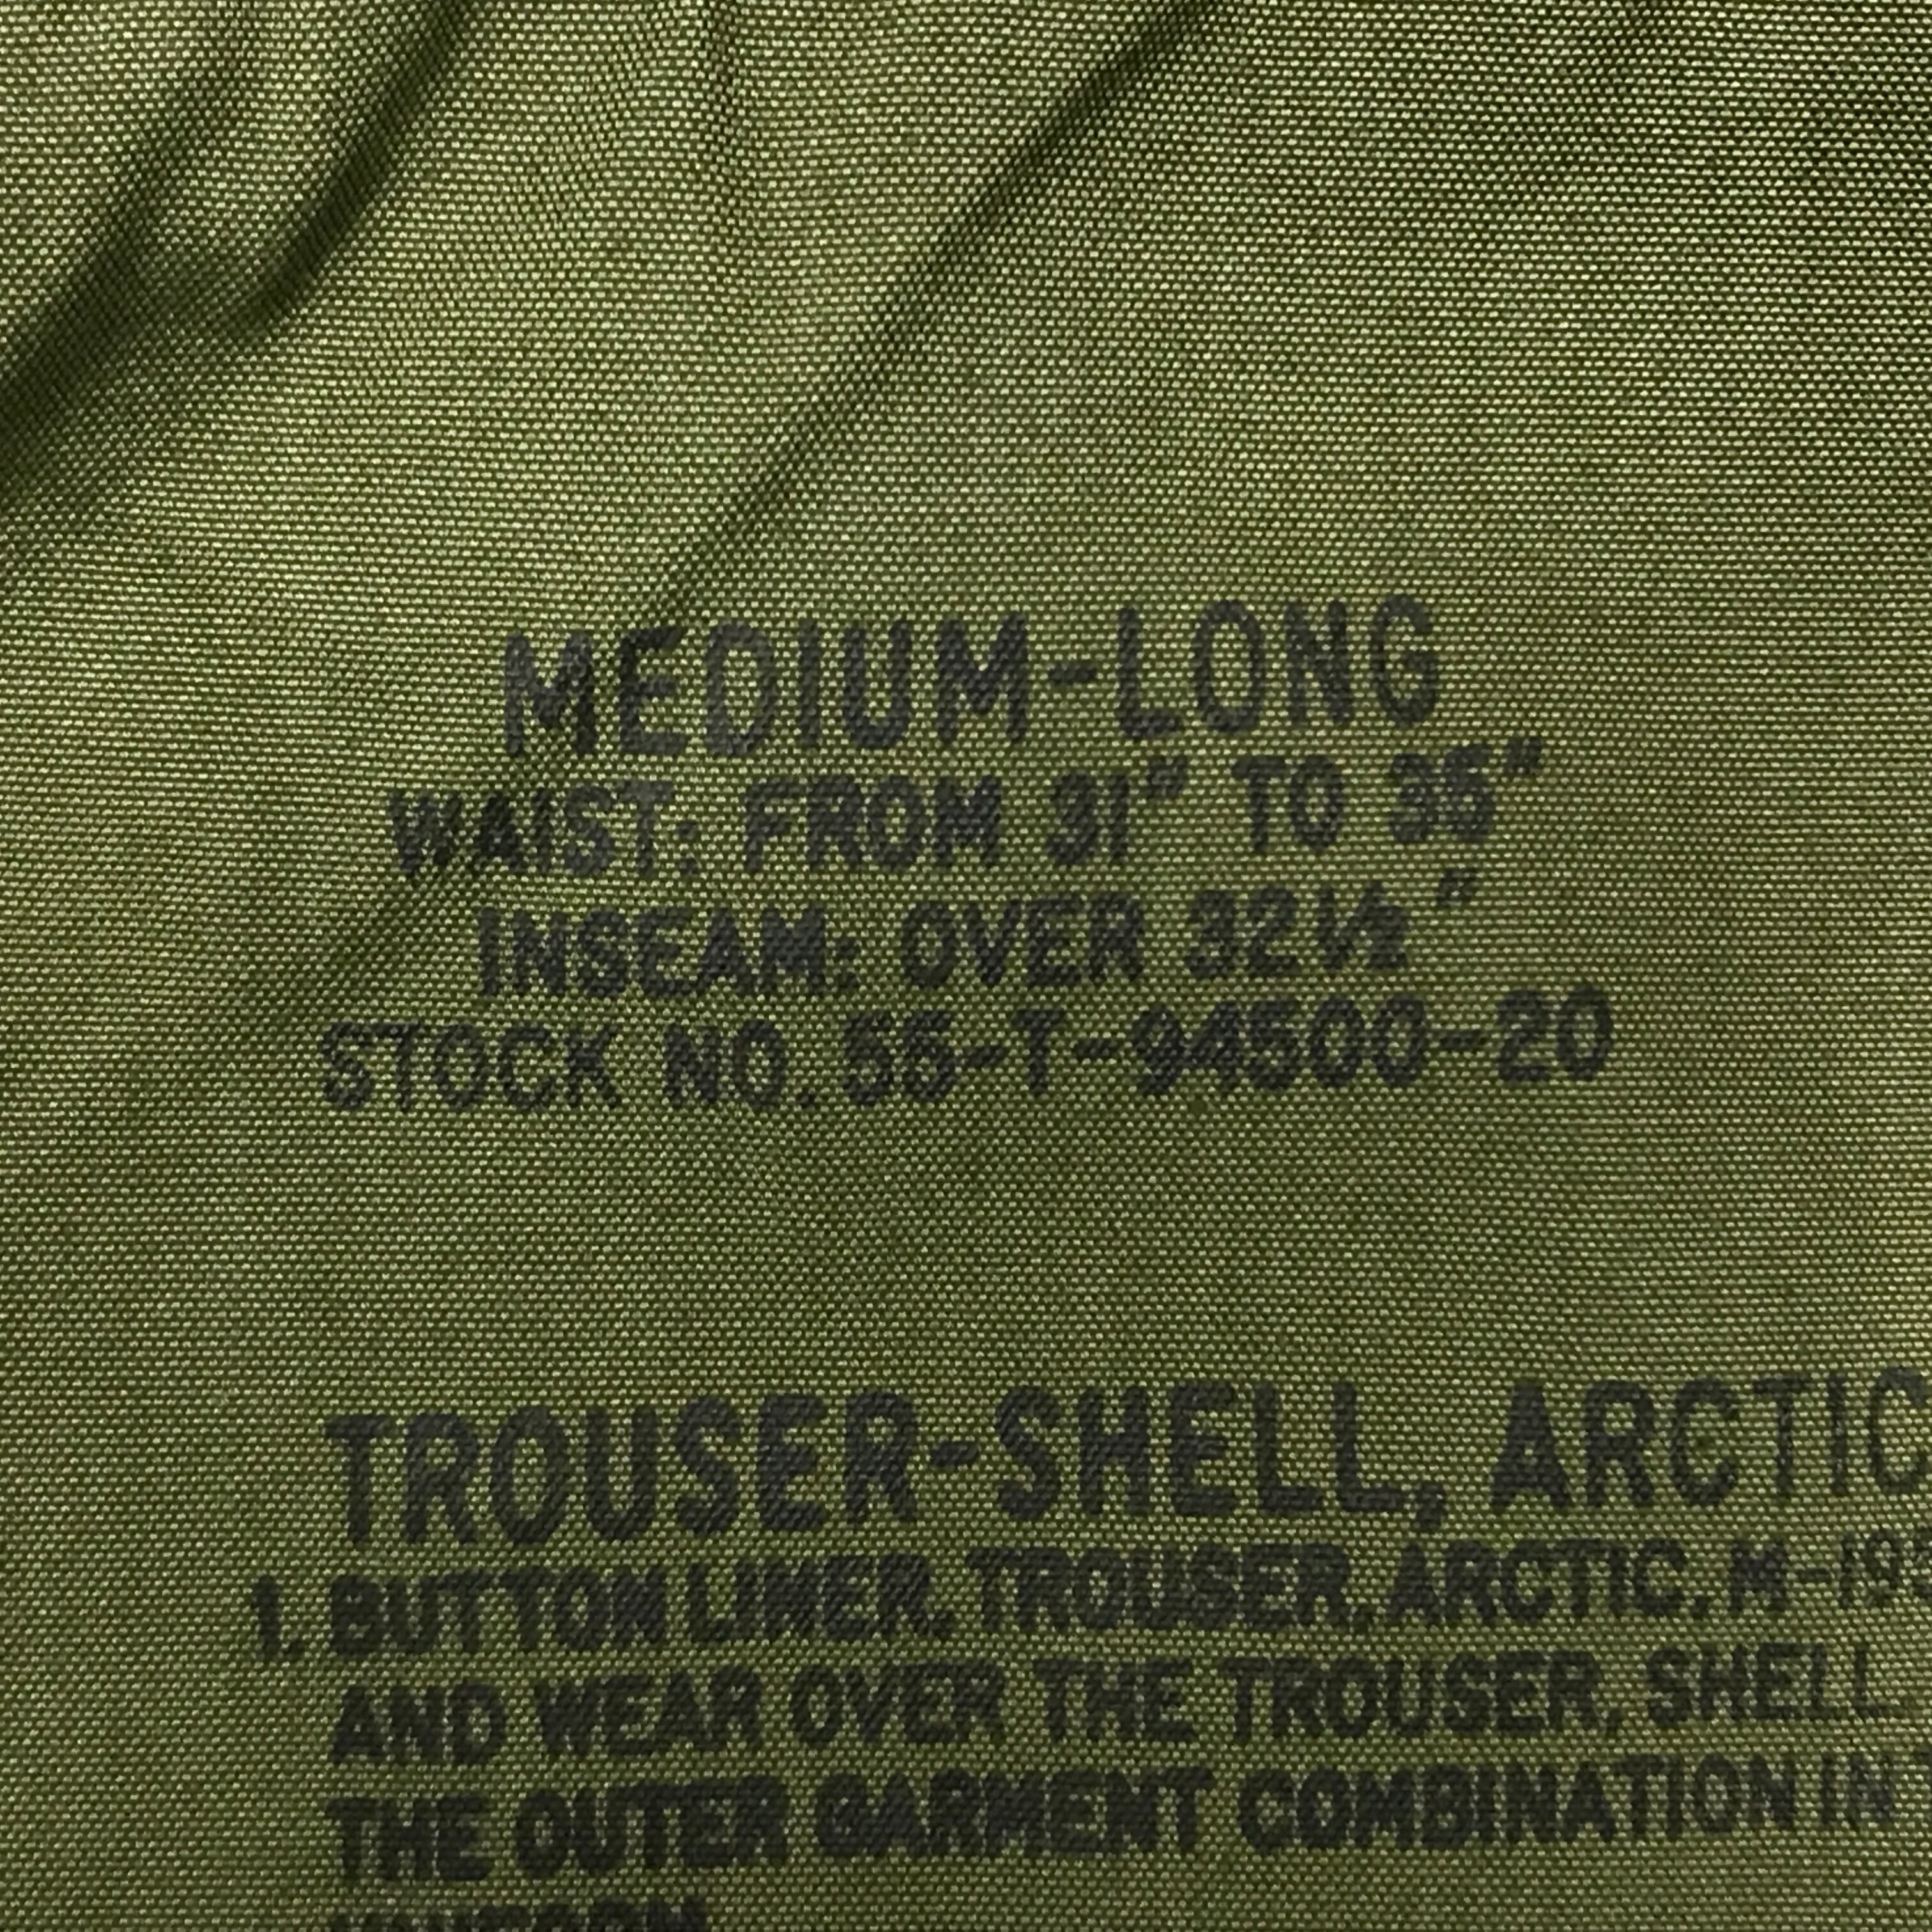 MEDIUM-LONG
WAIST: FROM 31" TO 35"
INSEAM: OVER 32½"
STOCK NO. 55-T-94500-20
TROUSER-SHELL, ARCTIC
1. BUTTON LINER, TROUSER, ARCTIC, M-195
AND WEAR OVER THE TROUSER, SHELL
THE OUTER GARMENT COMBINATION IN